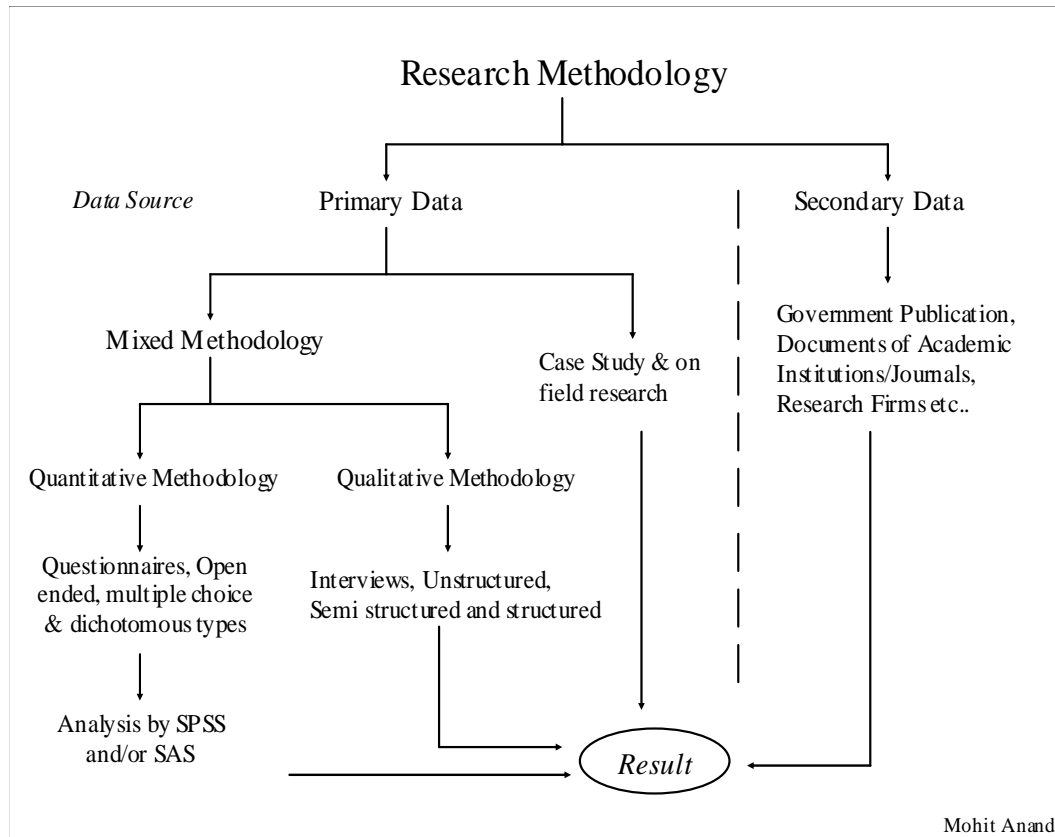 Research Methodology
Data Source
Primary Data
Secondary Data
Mixed Methodology
Case Study & on
field research
Government Publication,
Documents of Academic
Institutions/Journals,
Research Firms etc..
Quantitative Methodology
Qualitative Methodology
Questionnaires, Open
ended, multiple choice
& dichotomous types
Interviews, Unstructured,
Semi structured and structured
Analysis by SPSS
and/or SAS
Result
Mohit Anand